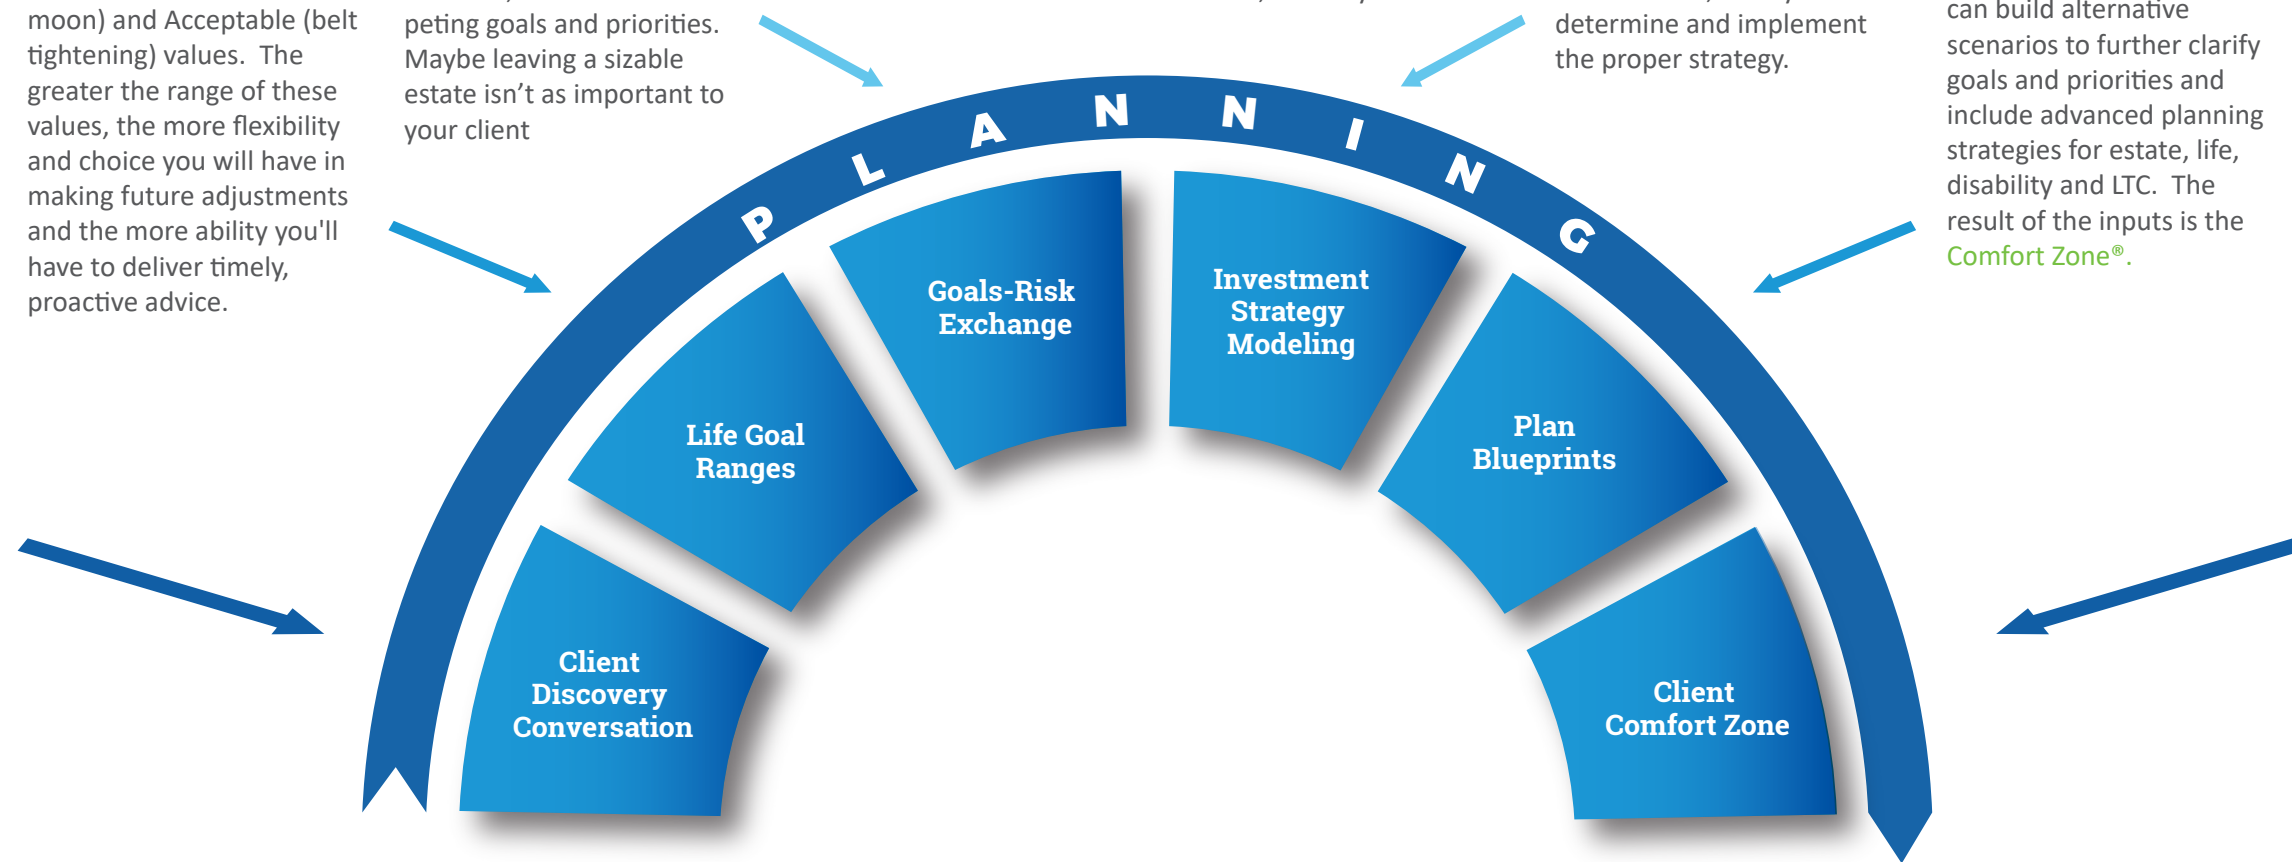 moon) and Acceptable (belt
tightening) values. The
greater the range of these
values, the more flexibility
and choice you will have in
making future adjustments
and the more ability you'll
have to deliver timely,
proactive advice.
peting goals and priorities.
Maybe leaving a sizable
estate isn’t as important to
your client
determine and implement
the proper strategy.
can build alternative
scenarios to further clarify
goals and priorities and
include advanced planning
strategies for estate, life,
disability and LTC. The
result of the inputs is the
Comfort Zone®.
PLANNING
Client
Discovery
Conversation
Life Goal
Ranges
Goals-Risk
Exchange
Investment
Strategy
Modeling
Plan
Blueprints
Client
Comfort Zone